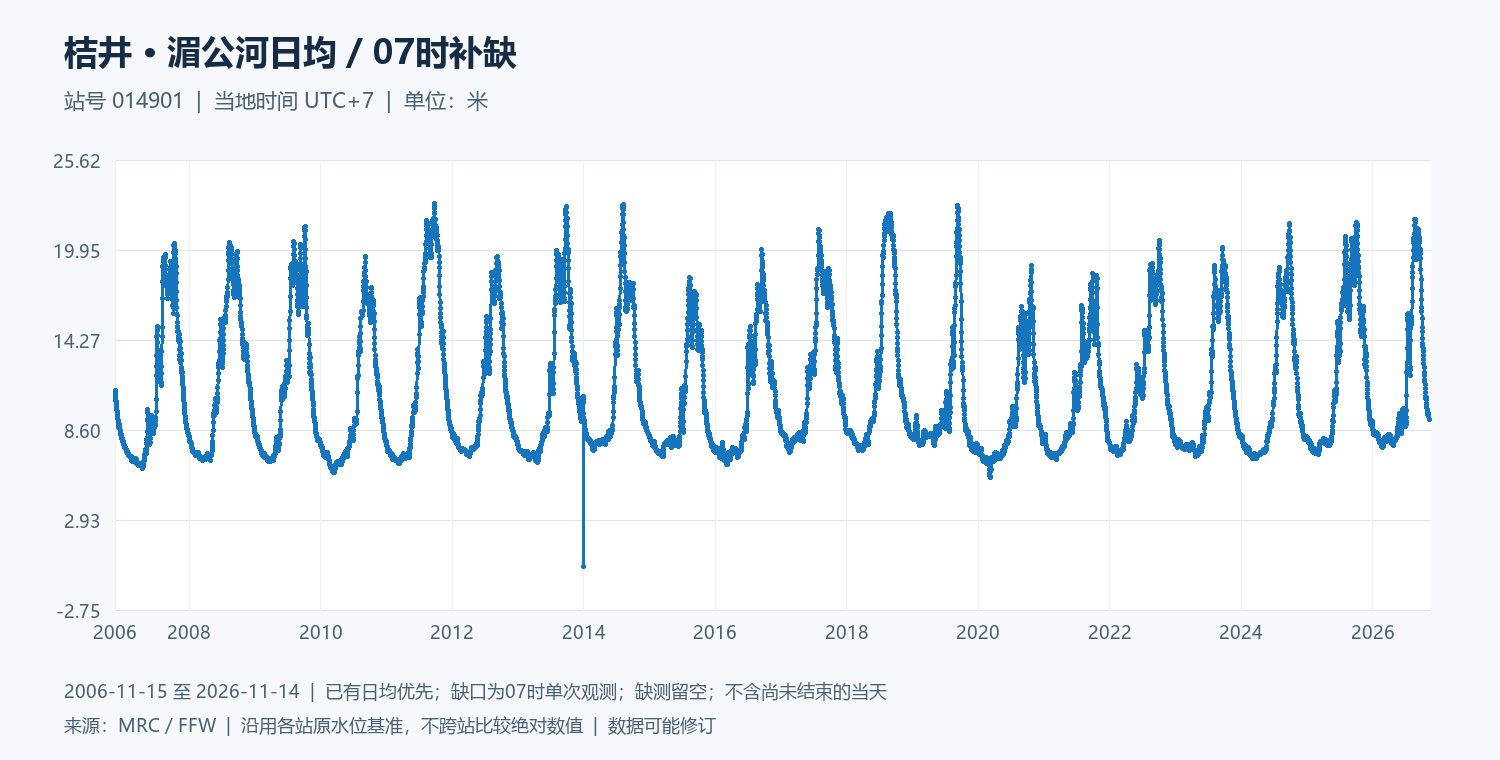 桔井 • 湄公河日均 / 07时补缺
站号 014901 | 当地时间 UTC+7 | 单位：米
25.62
19.95
14.27
8.60
2.93
-2.75
2006 2008 2010 2012 2014 2016 2018 2020 2022 2024 2026
2006-11-15 至 2026-11-14 | 已有日均优先；缺口为07时单次观测；缺测留空；不含尚未结束的当天
来源：MRC / FFW | 沿用各站原水位基准，不跨站比较绝对数值 | 数据可能修订